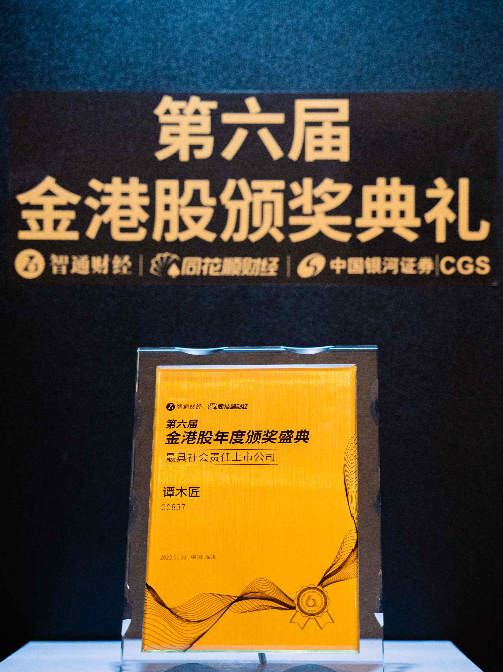 第六届
金港股颁奖典礼
智通财经 | 同花顺财经 | 中国银河证券|CGS
智通财经 同花顺财经
第六届
金港股年度颁奖盛典
最具社会责任上市公司
谭木匠
00837